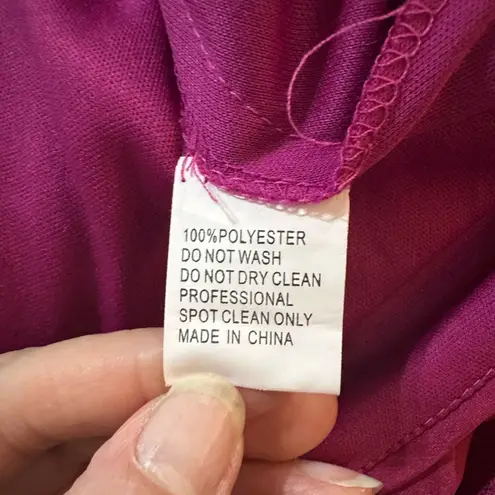 100%POLYESTER
DO NOT WASH
DO NOT DRY CLEAN
PROFESSIONAL
SPOT CLEAN ONLY
MADE IN CHINA